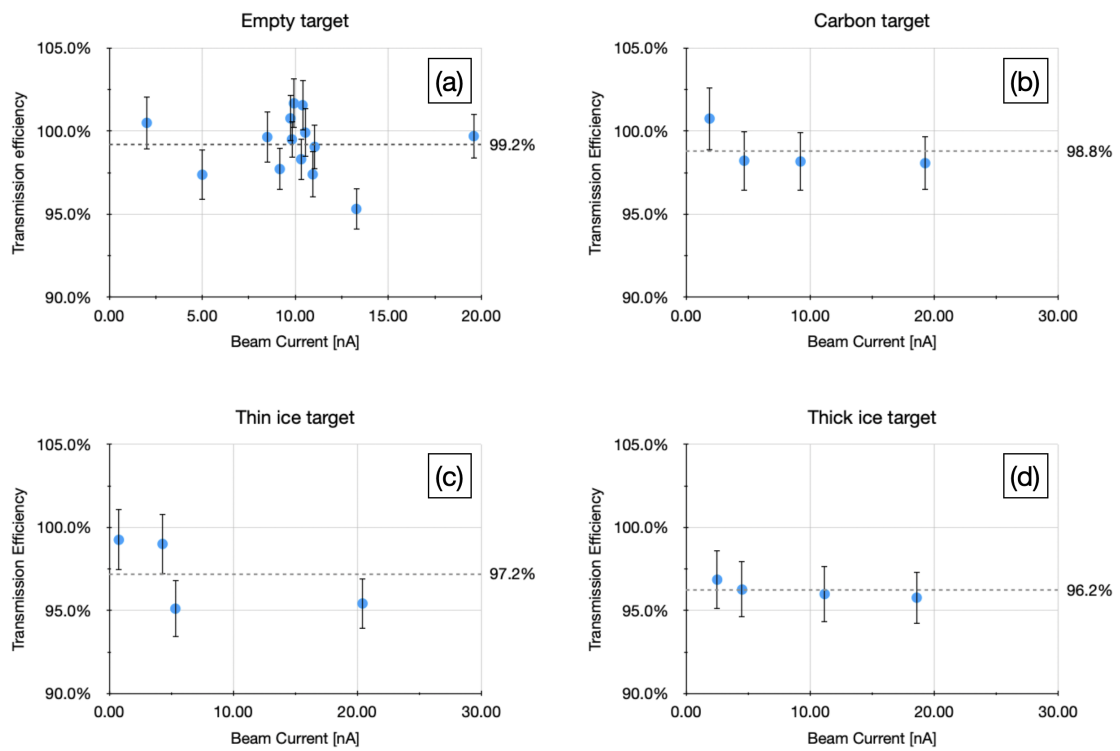 Empty target
(a)
Transmission efficiency
105.0%
100.0%
95.0%
90.0%
99.2%
0.00 5.00 10.00 15.00 20.00
Beam Current [nA]
Carbon target
(b)
Transmission Efficiency
105.0%
100.0%
95.0%
90.0%
98.8%
0.00 10.00 20.00 30.00
Beam Current [nA]
Thin ice target
(c)
Transmission Efficiency
105.0%
100.0%
95.0%
90.0%
97.2%
0.00 10.00 20.00 30.00
Beam Current [nA]
Thick ice target
(d)
Transmission Efficiency
105.0%
100.0%
95.0%
90.0%
96.2%
0.00 10.00 20.00 30.00
Beam Current [nA]